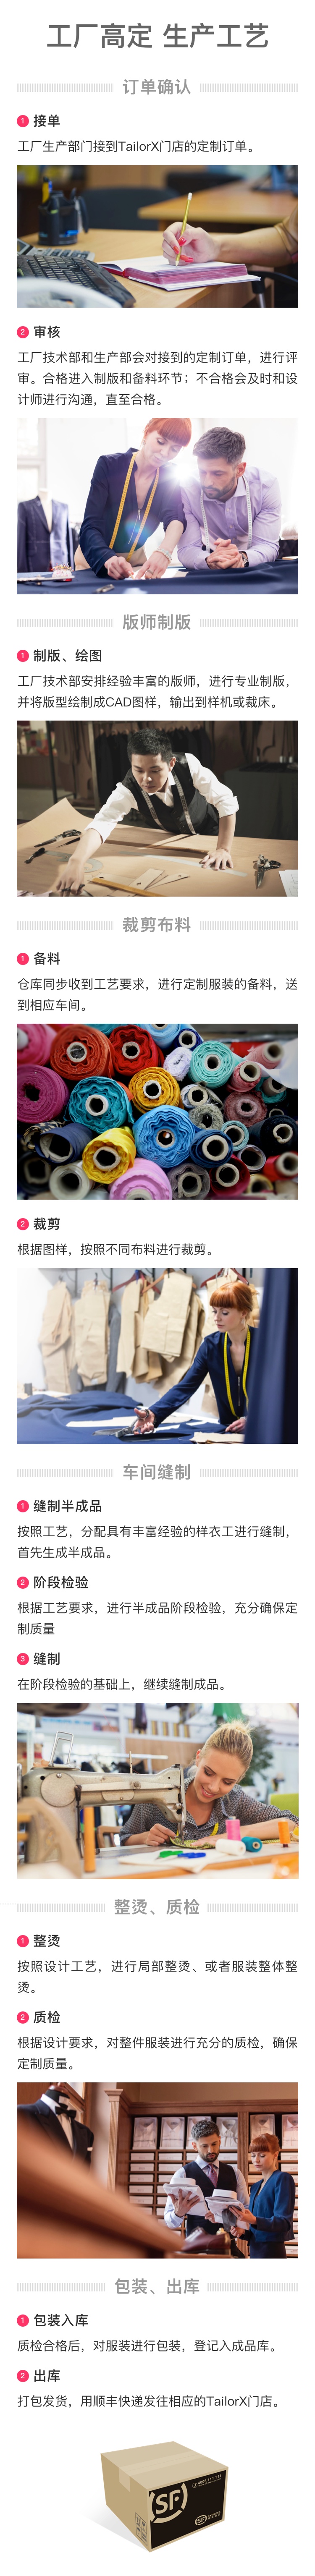 工厂高定 生产工艺
订单确认
1 接单
工厂生产部门接到TailorX门店的定制订单。
2 审核
工厂技术部和生产部会对接到的定制订单，进行评
审。合格进入制版和备料环节；不合格会及时和设
计师进行沟通，直至合格。
版师制版
1 制版、绘图
工厂技术部安排经验丰富的版师，进行专业制版，
并将版型绘制成CAD图样，输出到样机或裁床。
裁剪布料
1 备料
仓库同步收到工艺要求，进行定制服装的备料，送
到相应车间。
2 裁剪
根据图样，按照不同布料进行裁剪。
车间缝制
1 缝制半成品
按照工艺，分配具有丰富经验的样衣工进行缝制，
首先生成半成品。
2 阶段检验
根据工艺要求，进行半成品阶段检验，充分确保定
制质量
3 缝制
在阶段检验的基础上，继续缝制成品。
整烫、质检
1 整烫
按照设计工艺，进行局部整烫、或者服装整体整
烫。
2 质检
根据设计要求，对整件服装进行充分的质检，确保
定制质量。
包装、出库
1 包装入库
质检合格后，对服装进行包装，登记入成品库。
2 出库
打包发货，用顺丰快递发往相应的TailorX门店。
SF